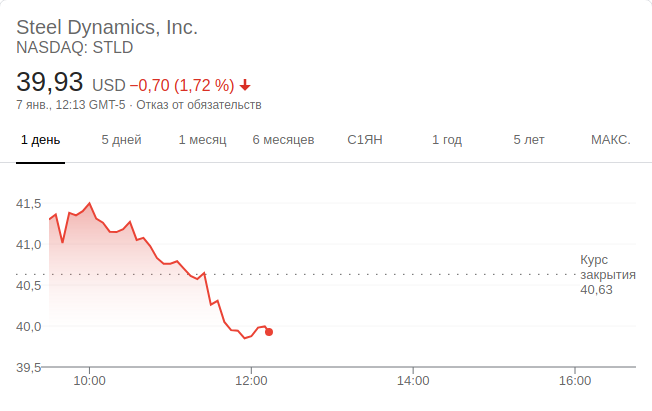 Steel Dynamics, Inc.
NASDAQ: STLD
39,93 USD −0,70 (1,72 %)
7 янв., 12:13 GMT-5 · Отказ от обязательств
1 день 5 дней 1 месяц 6 месяцев С1ЯН 1 год 5 лет МАКС.
41,5
41,0
Курс
закрытия
40,63
40,5
40,0
39,5
10:00 12:00 14:00 16:00